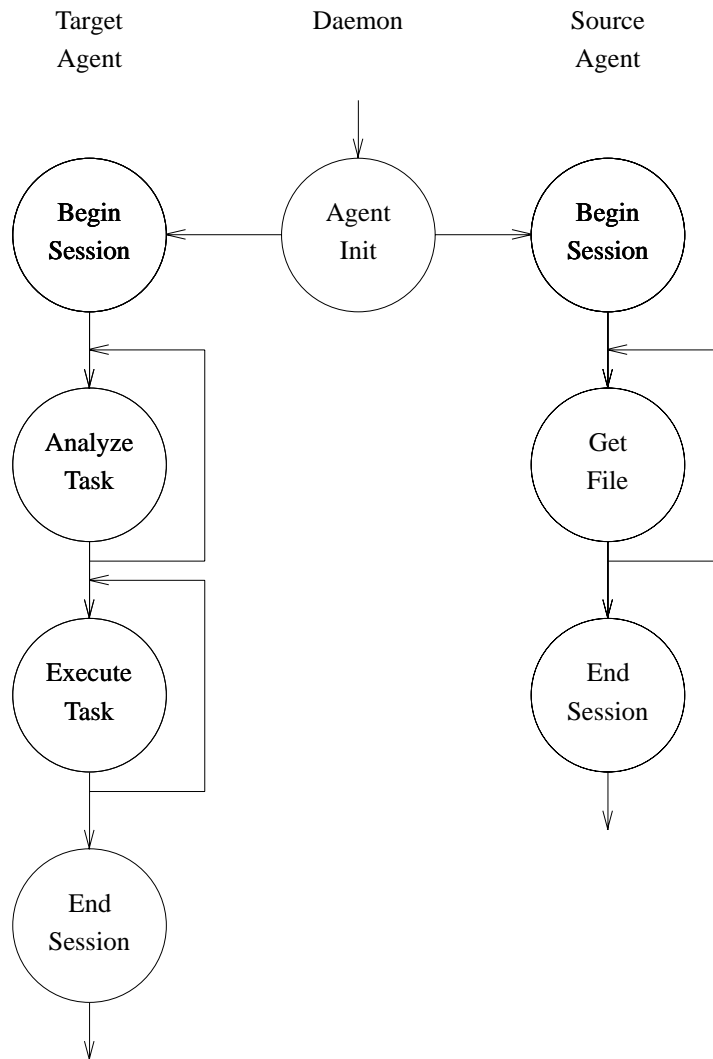 Target
Agent
Daemon
Source
Agent
Begin
Session
Agent
Init
Begin
Session
Analyze
Task
Get
File
Execute
Task
End
Session
End
Session